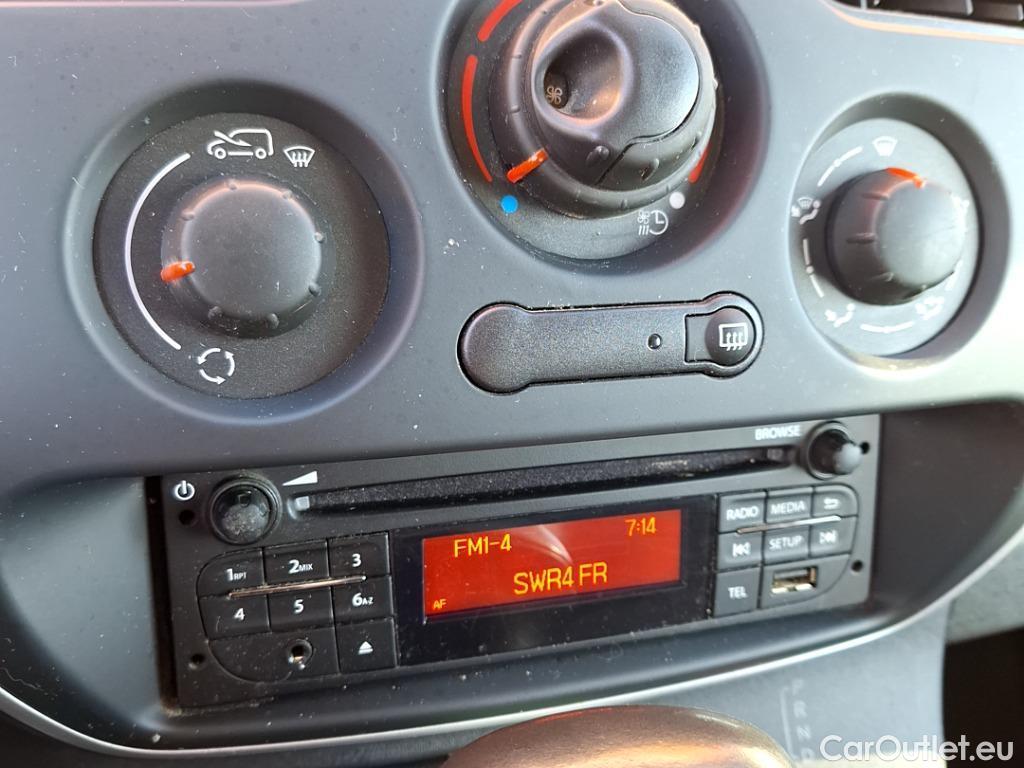 BROWSE
RADIO MEDIA
FM1-4 7:14
SWR4 FR
AF
SETUP
TEL
1RPT 2MIX 3
4 5 6A-Z
P
R
N
D
CarOutlet.eu